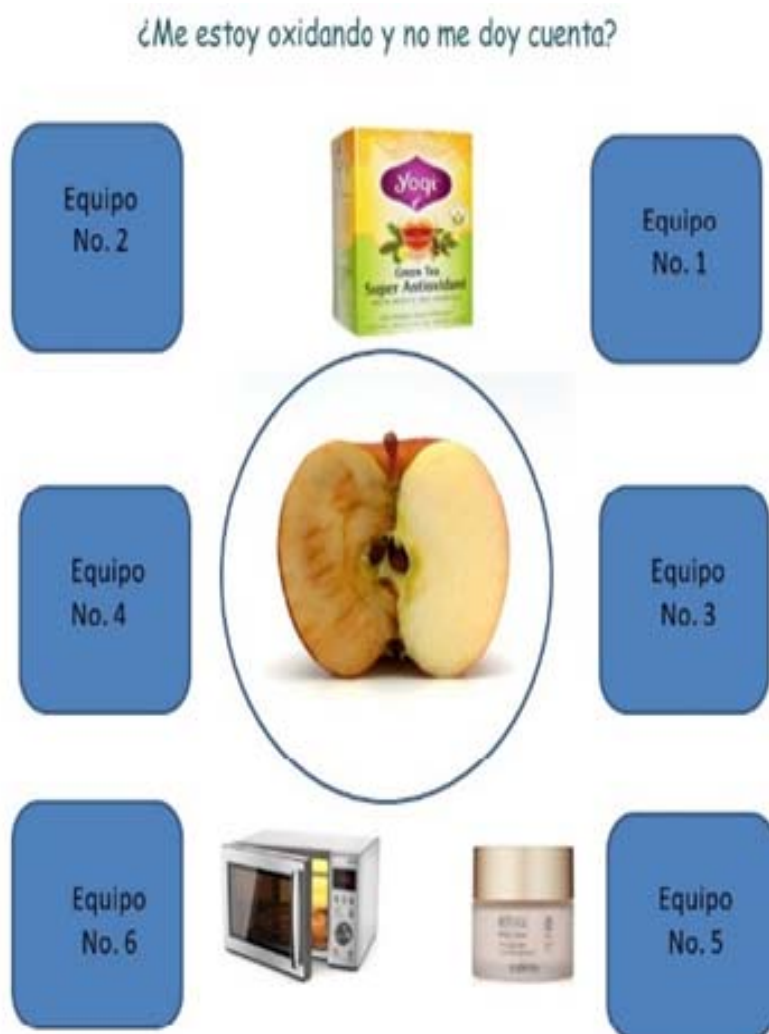 ¿Me estoy oxidando y no me doy cuenta?
Equipo
No. 2
yogi
Green Tea
Super Antioxidant
Equipo
No. 1
Equipo
No. 4
Equipo
No. 3
Equipo
No. 6
Equipo
No. 5